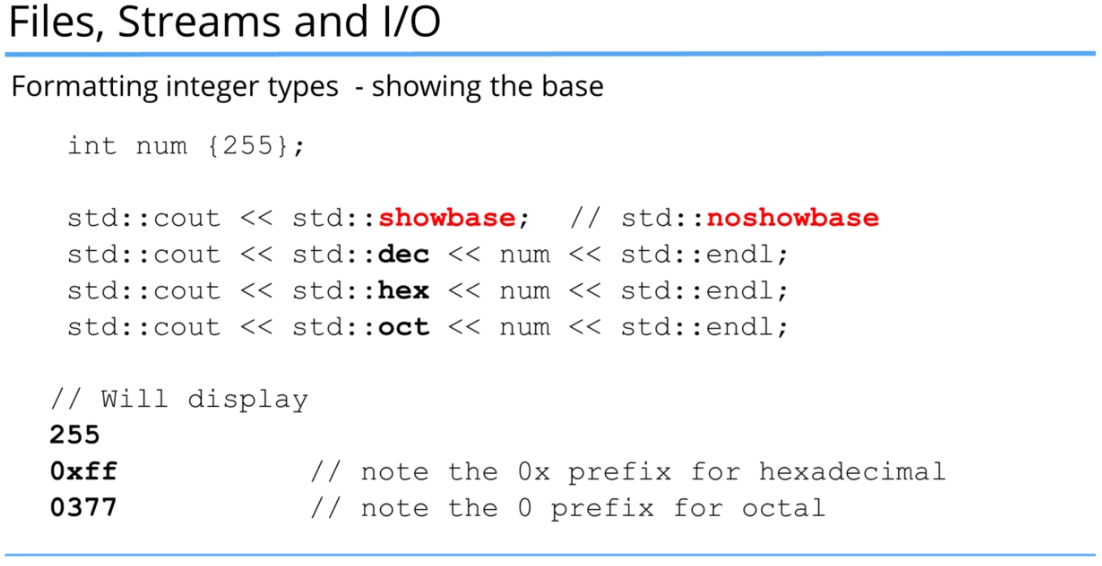 Files, Streams and I/O
Formatting integer types - showing the base
int num {255};
std::cout << std::showbase; // std::noshowbase
std::cout << std::dec << num << std::endl;
std::cout << std::hex << num << std::endl;
std::cout << std::oct << num << std::endl;
// Will display
255
0xff // note the 0x prefix for hexadecimal
0377 // note the 0 prefix for octal